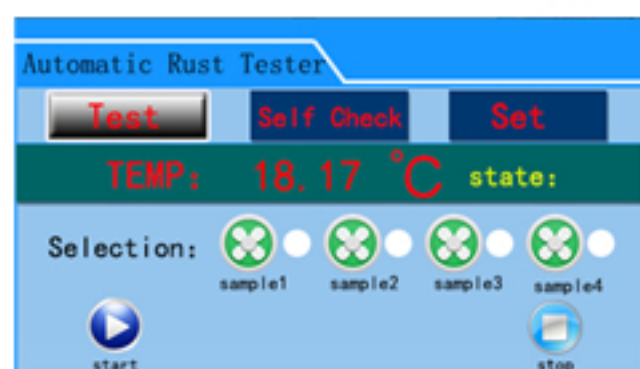 Automatic Rust Tester
Test Self Check Set
TEMP: 18.17 ℃ state:
Selection:
sample1 sample2 sample3 sample4
start stop